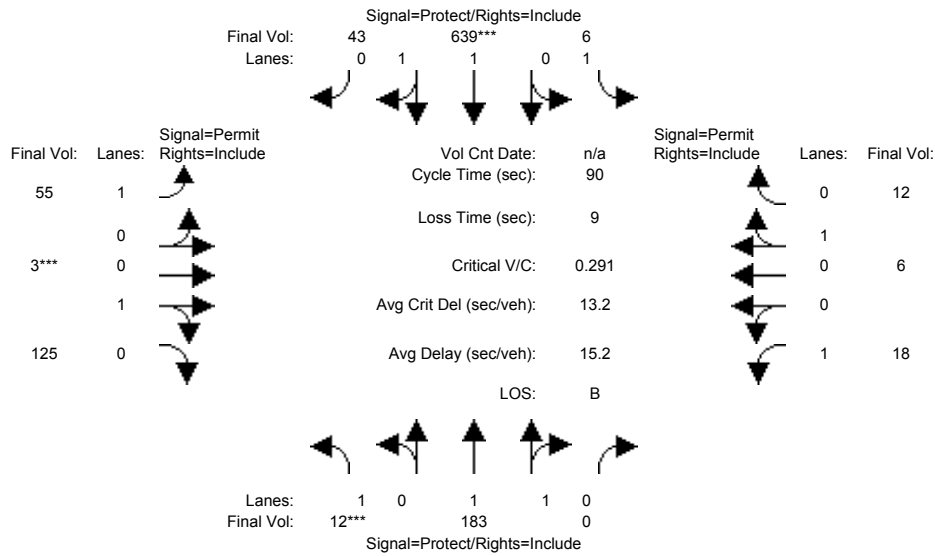 Signal=Protect/Rights=Include
Final Vol: 43 639*** 6
Lanes: 0 1 1 0 1
Signal=Permit
Final Vol: Lanes: Rights=Include
Vol Cnt Date: n/a
Signal=Permit
Rights=Include Lanes: Final Vol:
Cycle Time (sec): 90
55 1
0 12
Loss Time (sec): 9
0
1
3*** 0
Critical V/C: 0.291
0 6
1
Avg Crit Del (sec/veh): 13.2
0
125 0
Avg Delay (sec/veh): 15.2
1 18
LOS: B
Lanes: 1 0 1 1 0
Final Vol: 12*** 183 0
Signal=Protect/Rights=Include